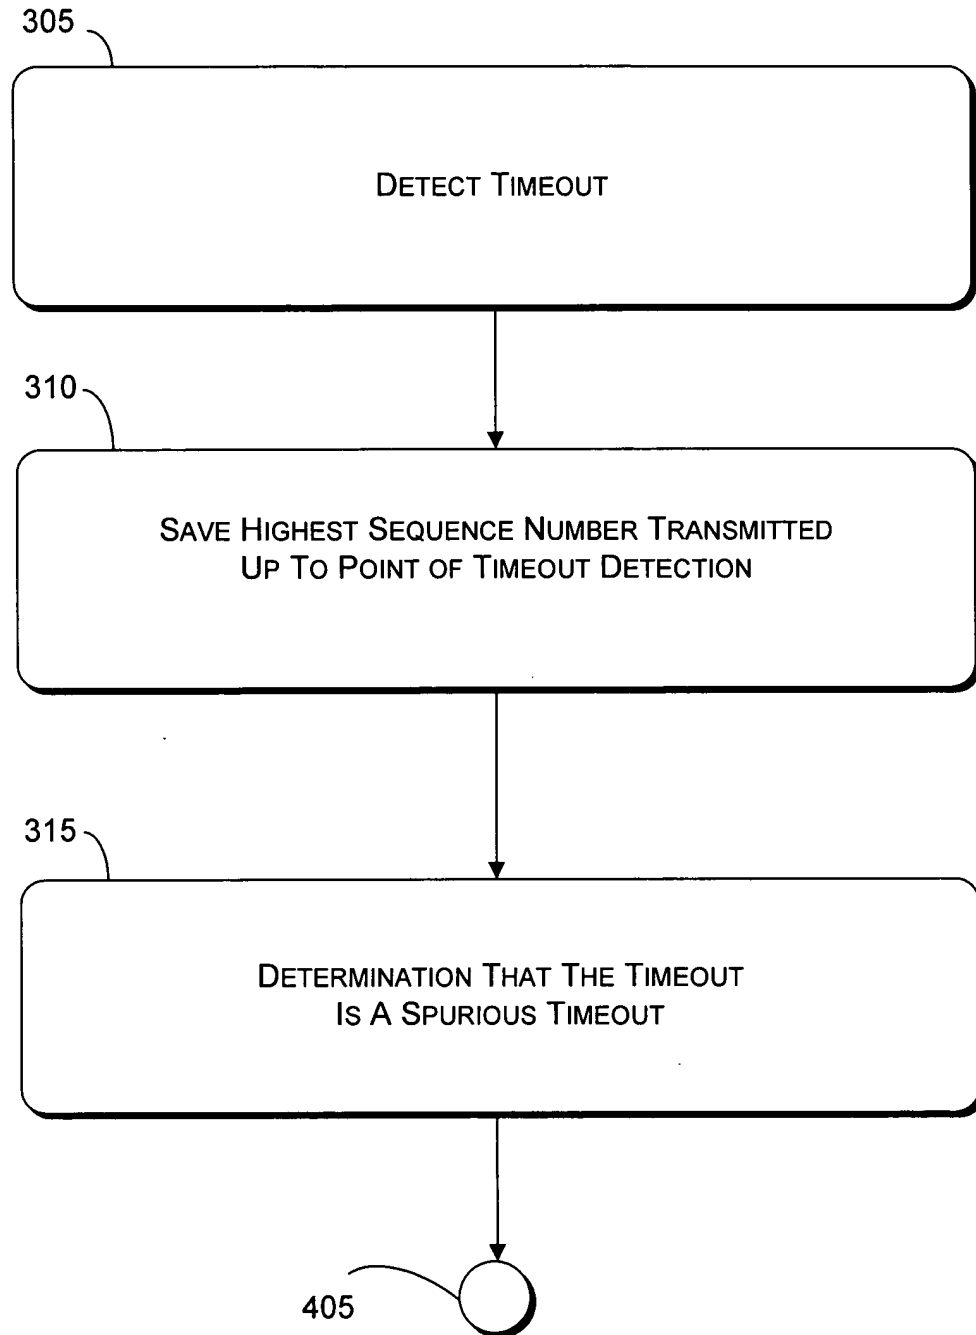 305
DETECT TIMEOUT
310
SAVE HIGHEST SEQUENCE NUMBER TRANSMITTED
UP TO POINT OF TIMEOUT DETECTION
315
DETERMINATION THAT THE TIMEOUT
IS A SPURIOUS TIMEOUT
405